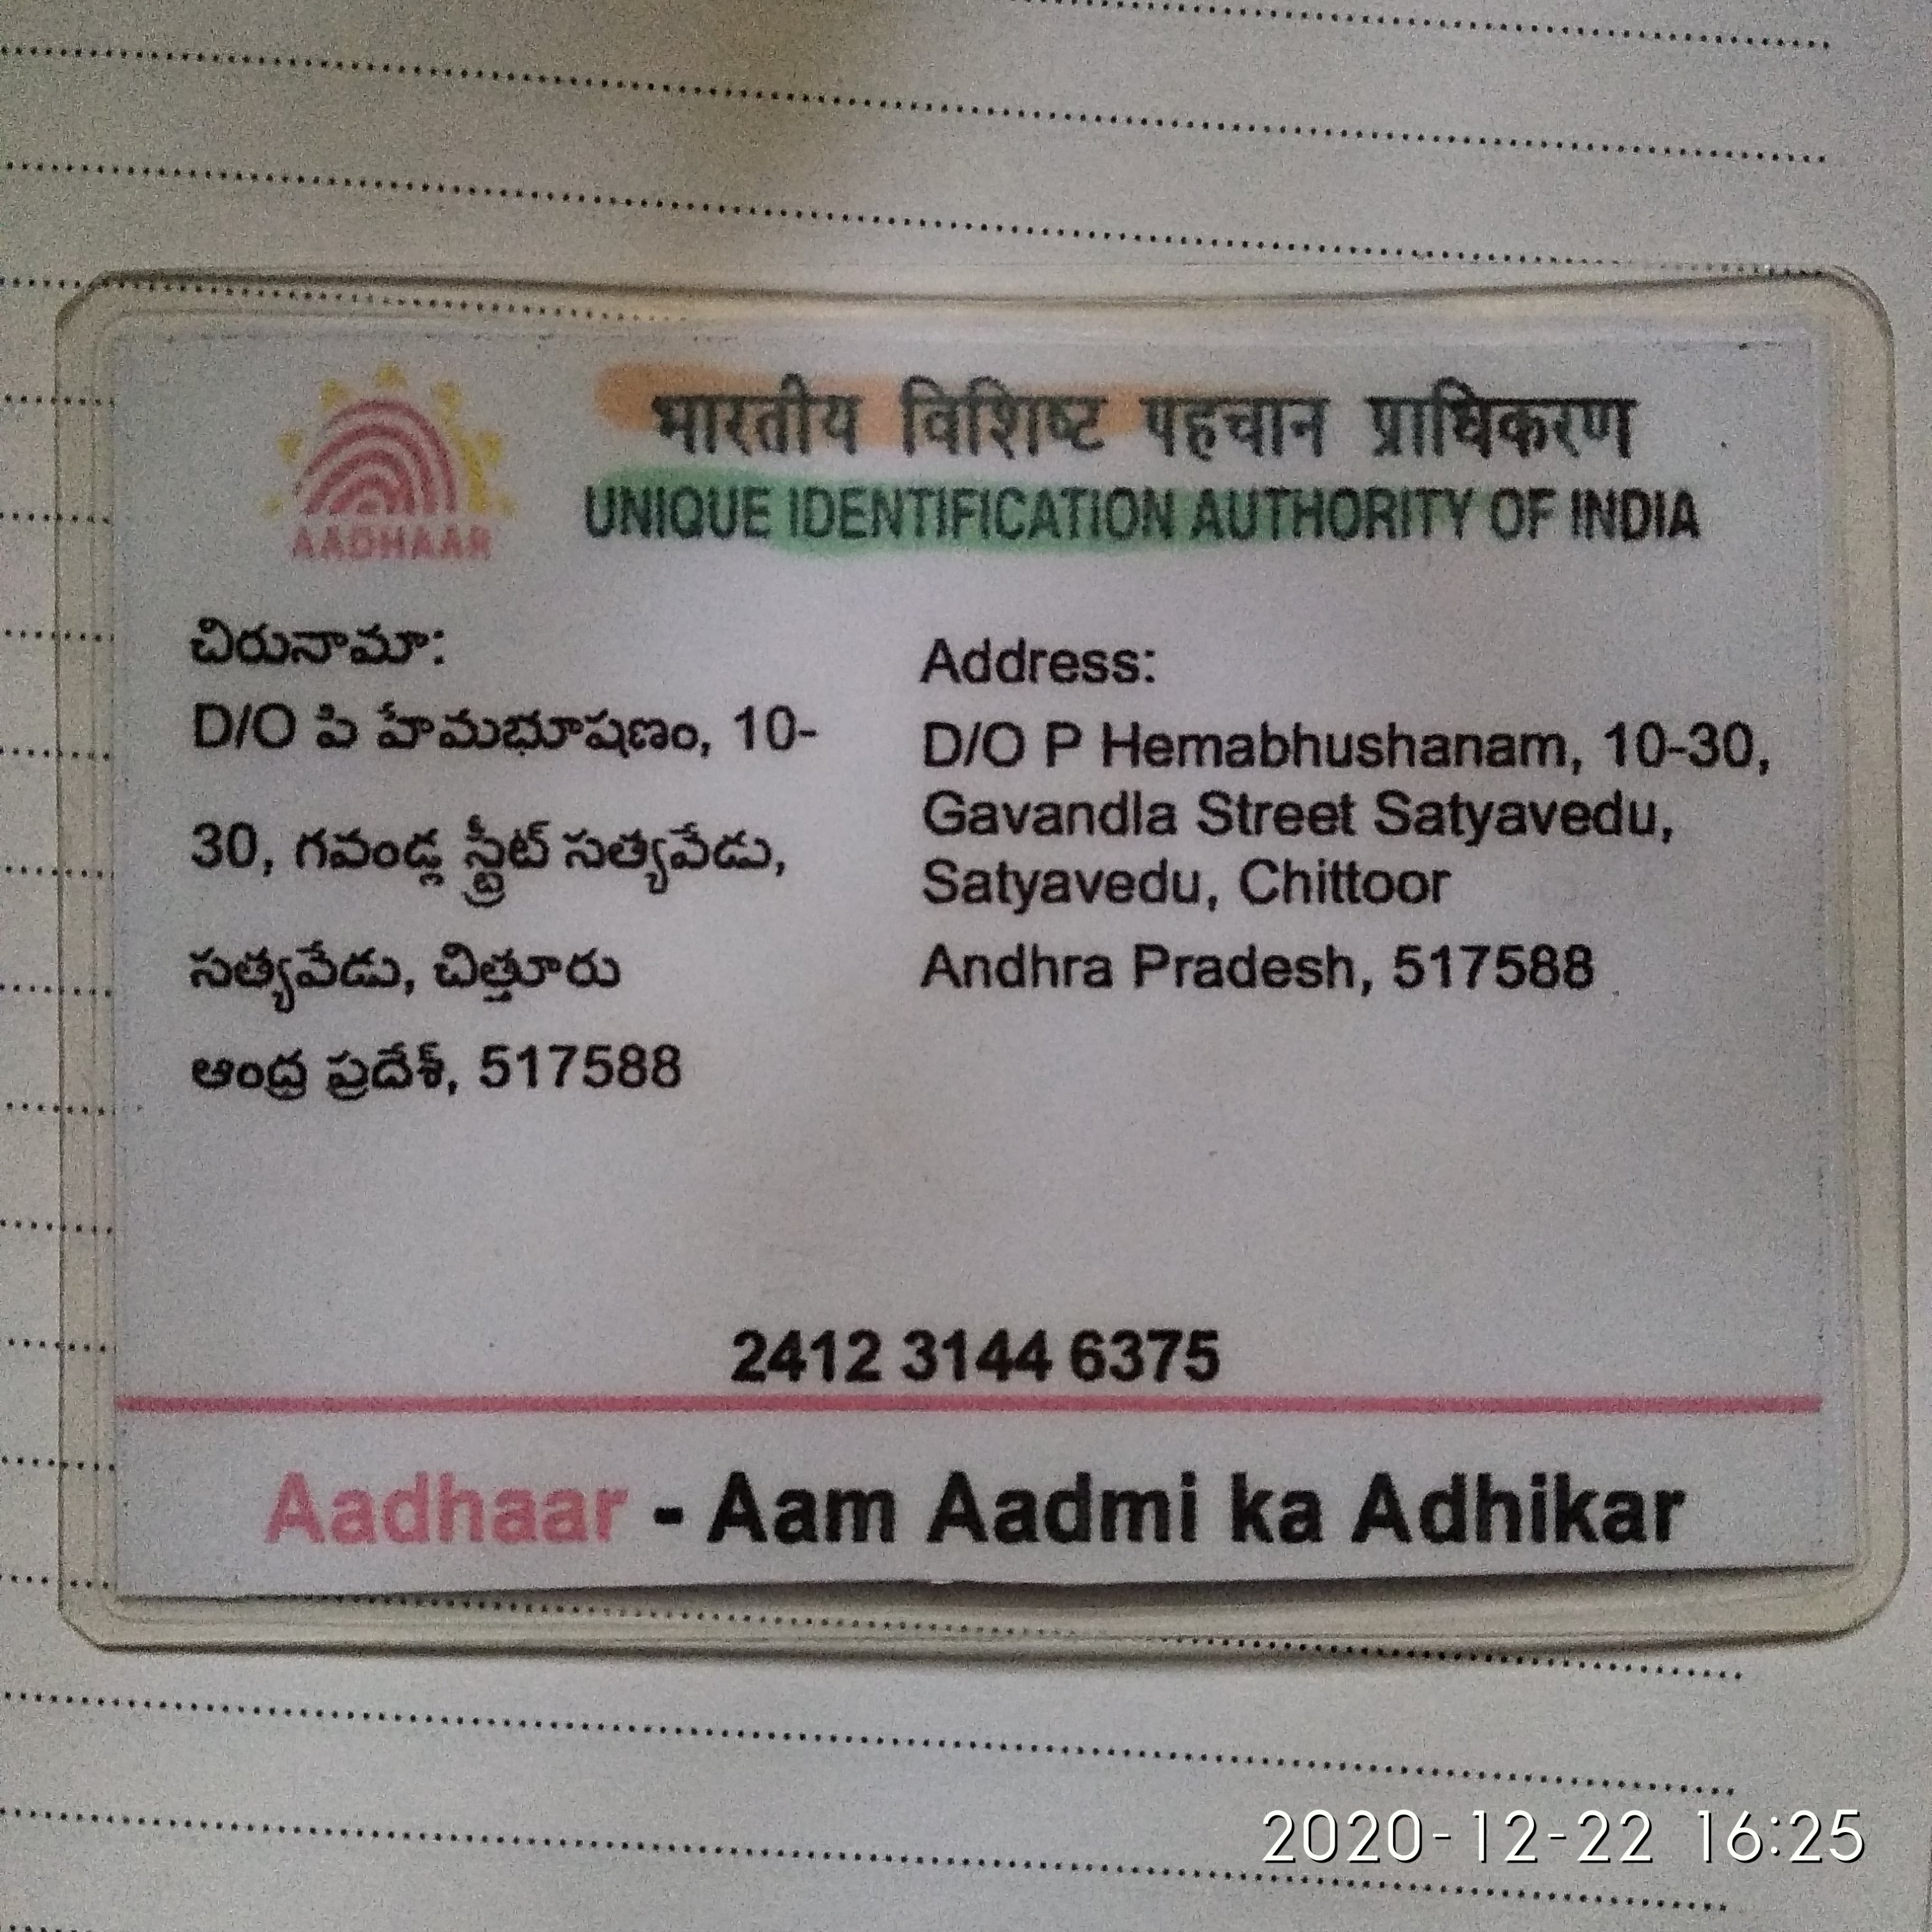 भारतीय विशिष्ट पहचान प्राधिकरण
UNIQUE IDENTIFICATION AUTHORITY OF INDIA
AADHAAR
చిరునామా:
D/O పి హేమభూషణం, 10-
30, గవండ్ల స్ట్రీట్ సత్యవేడు,
సత్యవేడు, చిత్తూరు
ఆంధ్ర ప్రదేశ్, 517588
Address:
D/O P Hemabhushanam, 10-30,
Gavandla Street Satyavedu,
Satyavedu, Chittoor
Andhra Pradesh, 517588
2412 3144 6375
Aadhaar - Aam Aadmi ka Adhikar
2020-12-22 16:25